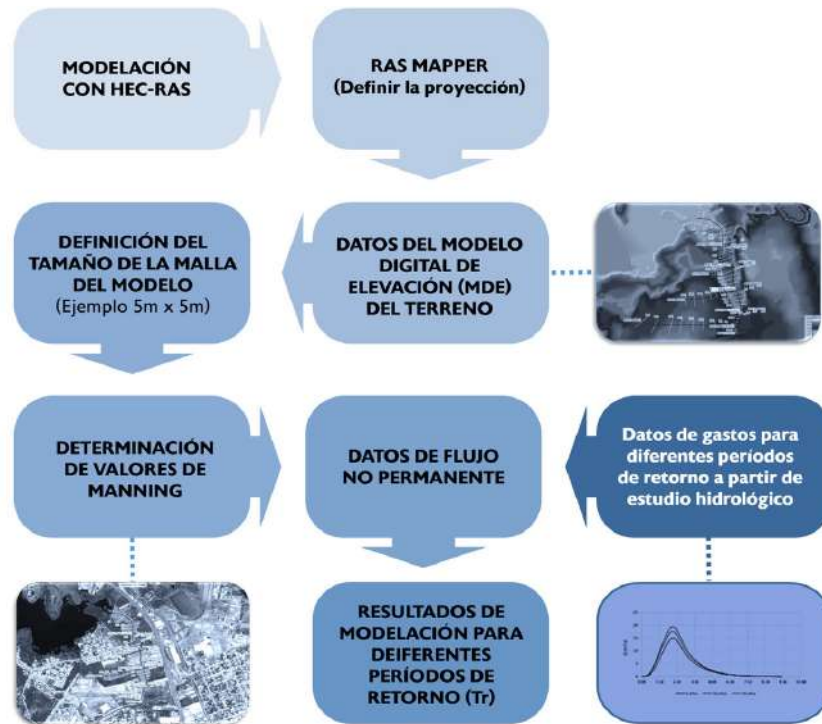 MODELACIÓN
CON HEC-RAS
RAS MAPPER
(Definir la proyección)
DEFINICIÓN DEL
TAMAÑO DE LA MALLA
DEL MODELO
(Ejemplo 5m x 5m)
DATOS DEL MODELO
DIGITAL DE
ELEVACIÓN (MDE)
DEL TERRENO
DETERMINACIÓN
DE VALORES DE
MANNING
DATOS DE FLUJO
NO PERMANENTE
Datos de gastos para
diferentes períodos
de retorno a partir de
estudio hidrológico
RESULTADOS DE
MODELACIÓN PARA
DEIFERENTES
PERÍODOS DE
RETORNO (Tr)